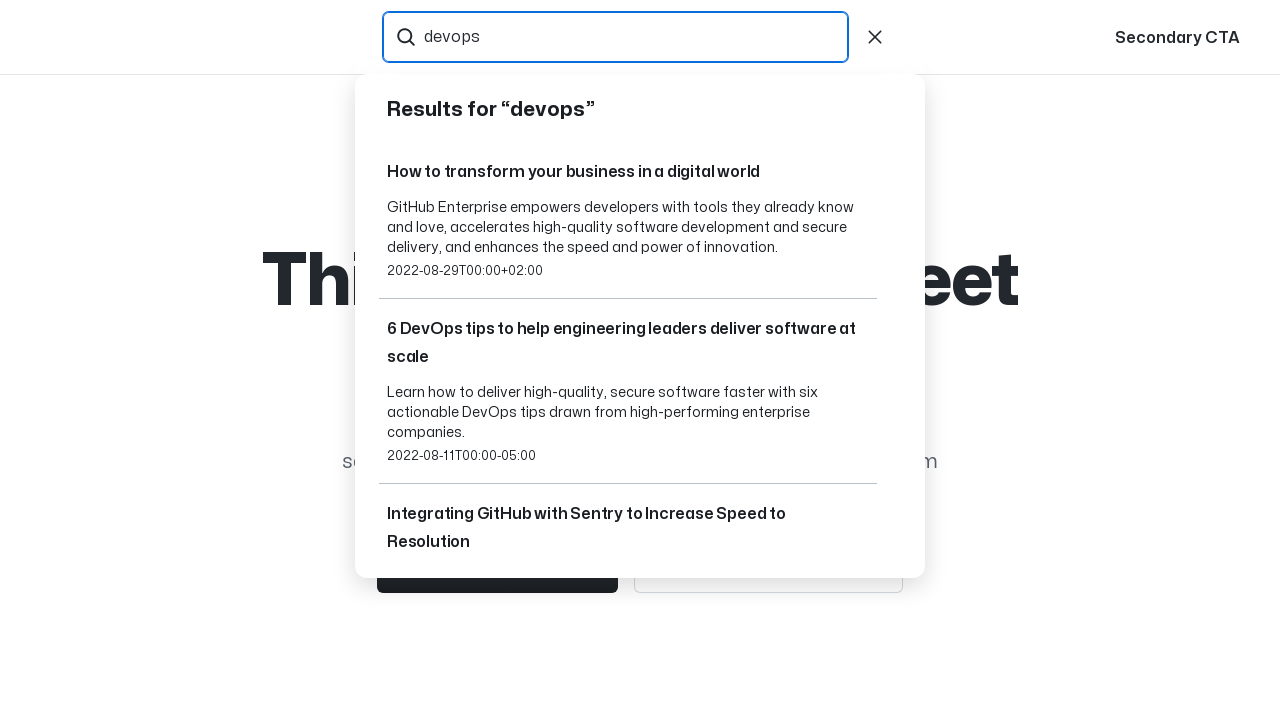 devops
Secondary CTA
Results for “devops”
How to transform your business in a digital world
GitHub Enterprise empowers developers with tools they already know
and love, accelerates high-quality software development and secure
delivery, and enhances the speed and power of innovation.
2022-08-29T00:00+02:00
6 DevOps tips to help engineering leaders deliver software at
scale
Learn how to deliver high-quality, secure software faster with six
actionable DevOps tips drawn from high-performing enterprise
companies.
2022-08-11T00:00-05:00
Integrating GitHub with Sentry to Increase Speed to
Resolution